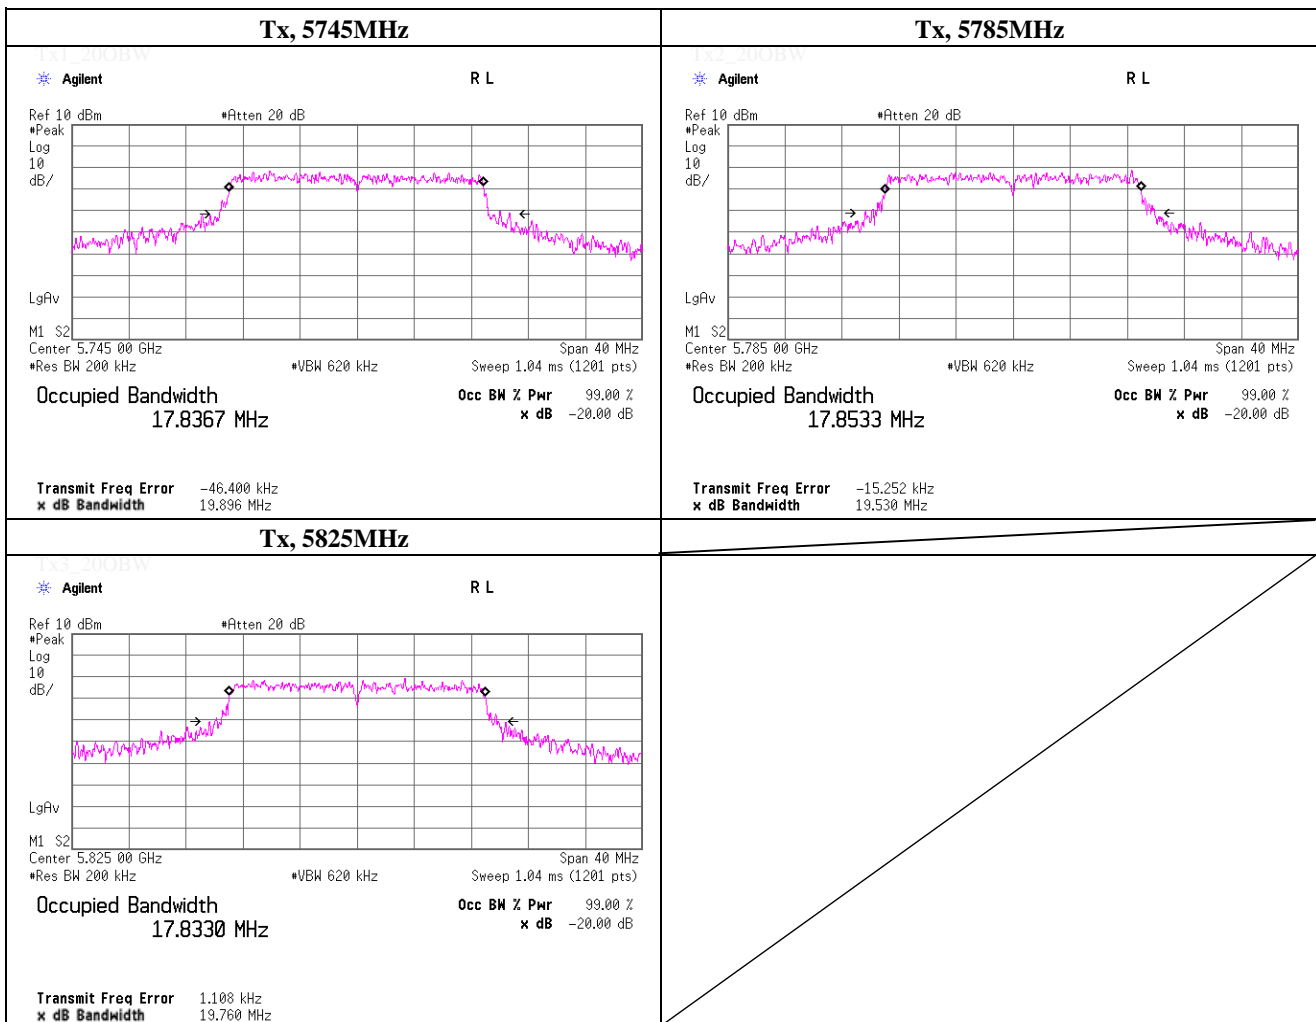 Tx, 5745MHz
Tx, 5785MHz
Tx1_20OBW
Agilent
R L
Ref 10 dBm
#Atten 20 dB
#Peak
Log
10
dB/
LgAv
M1 S2
Center 5.745 00 GHz
Span 40 MHz
#Res BW 200 kHz
#VBW 620 kHz
Sweep 1.04 ms (1201 pts)
Occupied Bandwidth
17.8367 MHz
Occ BW % Pwr 99.00 %
x dB -20.00 dB
Transmit Freq Error -46.400 kHz
x dB Bandwidth 19.896 MHz
Tx2_20OBW
Agilent
R L
Ref 10 dBm
#Atten 20 dB
#Peak
Log
10
dB/
LgAv
M1 S2
Center 5.785 00 GHz
Span 40 MHz
#Res BW 200 kHz
#VBW 620 kHz
Sweep 1.04 ms (1201 pts)
Occupied Bandwidth
17.8533 MHz
Occ BW % Pwr 99.00 %
x dB -20.00 dB
Transmit Freq Error -15.252 kHz
x dB Bandwidth 19.530 MHz
Tx, 5825MHz
Tx3_20OBW
Agilent
R L
Ref 10 dBm
#Atten 20 dB
#Peak
Log
10
dB/
LgAv
M1 S2
Center 5.825 00 GHz
Span 40 MHz
#Res BW 200 kHz
#VBW 620 kHz
Sweep 1.04 ms (1201 pts)
Occupied Bandwidth
17.8330 MHz
Occ BW % Pwr 99.00 %
x dB -20.00 dB
Transmit Freq Error 1.108 kHz
x dB Bandwidth 19.760 MHz